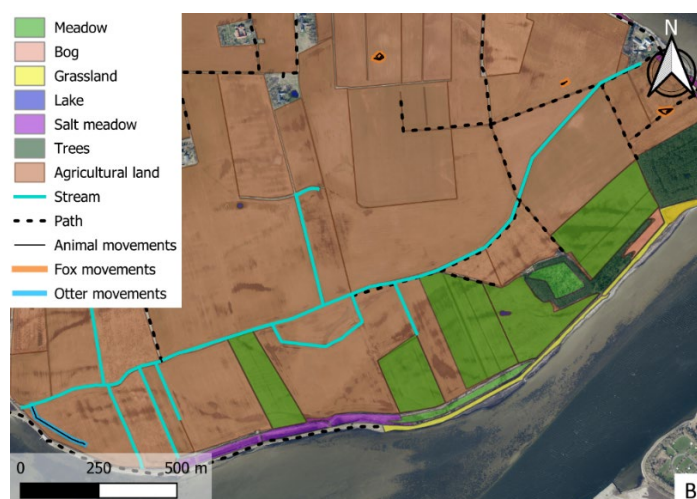 Meadow
Bog
Grassland
Lake
Salt meadow
Trees
Agricultural land
Stream
Path
Animal movements
Fox movements
Otter movements
N
0 250 500 m
B